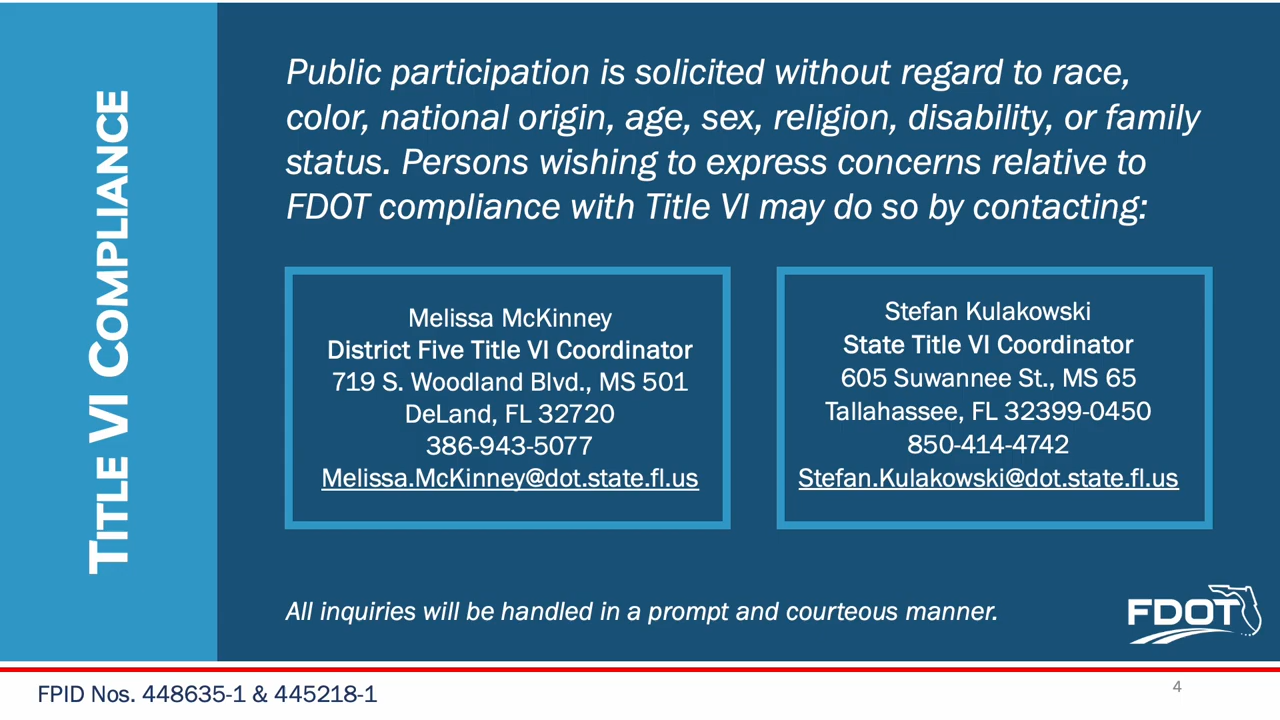 TITLE VI COMPLIANCE
Public participation is solicited without regard to race,
color, national origin, age, sex, religion, disability, or family
status. Persons wishing to express concerns relative to
FDOT compliance with Title VI may do so by contacting:
Melissa McKinney
District Five Title VI Coordinator
719 S. Woodland Blvd., MS 501
DeLand, FL 32720
386-943-5077
Melissa.McKinney@dot.state.fl.us
Stefan Kulakowski
State Title VI Coordinator
605 Suwannee St., MS 65
Tallahassee, FL 32399-0450
850-414-4742
Stefan.Kulakowski@dot.state.fl.us
All inquiries will be handled in a prompt and courteous manner.
FDOT
FPID Nos. 448635-1 & 445218-1
4